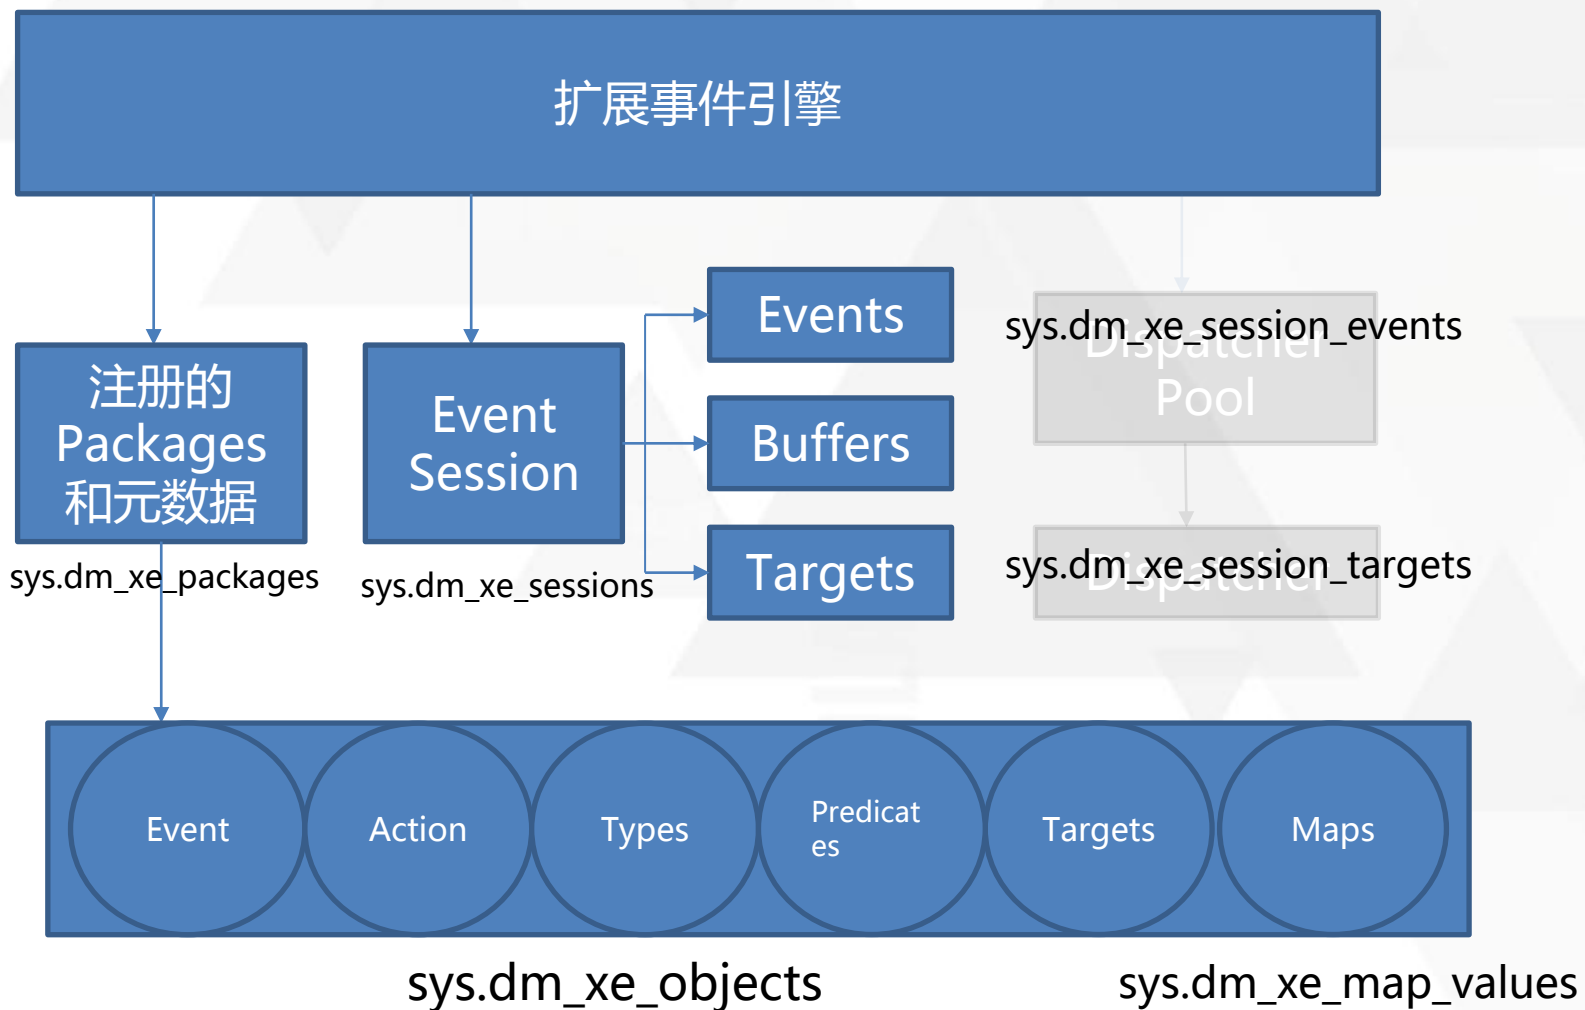 扩展事件引擎
注册的
Packages
和元数据
sys.dm_xe_packages
Event
Session
sys.dm_xe_sessions
Events
Buffers
Targets
sys.dm_xe_session_events
Dispatcher
Pool
sys.dm_xe_session_targets
Dispatcher
Event
Action
Types
Predicat
es
Targets
Maps
sys.dm_xe_objects
sys.dm_xe_map_values